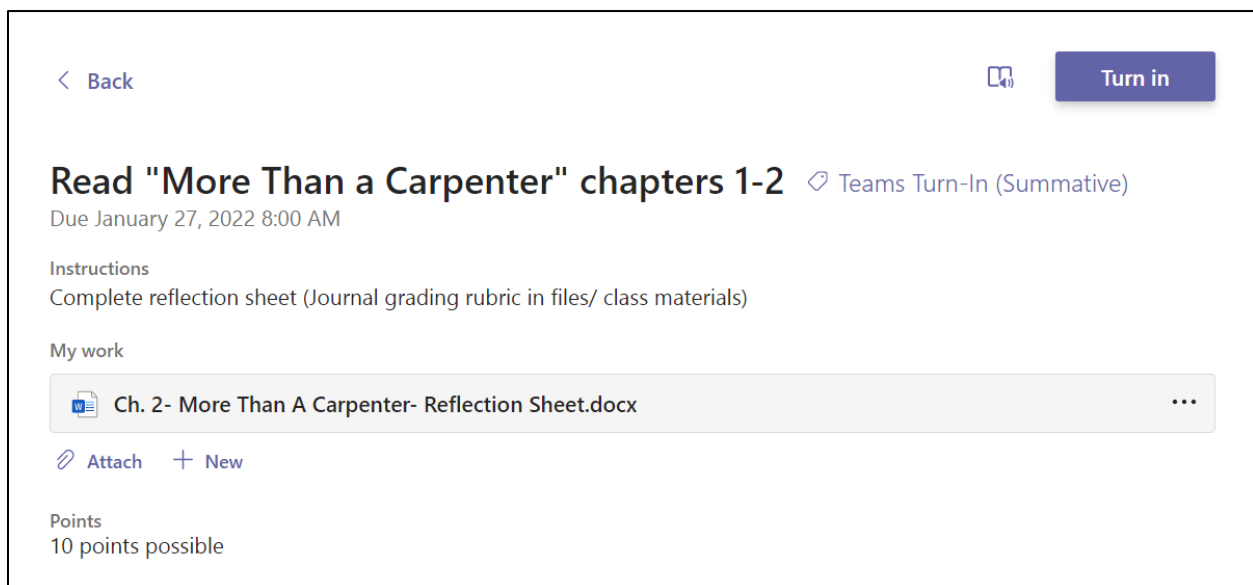 Back
Turn in
Read "More Than a Carpenter" chapters 1-2 Teams Turn-In (Summative)
Due January 27, 2022 8:00 AM
Instructions
Complete reflection sheet (Journal grading rubric in files/ class materials)
My work
Ch. 2- More Than A Carpenter- Reflection Sheet.docx
Attach + New
Points
10 points possible